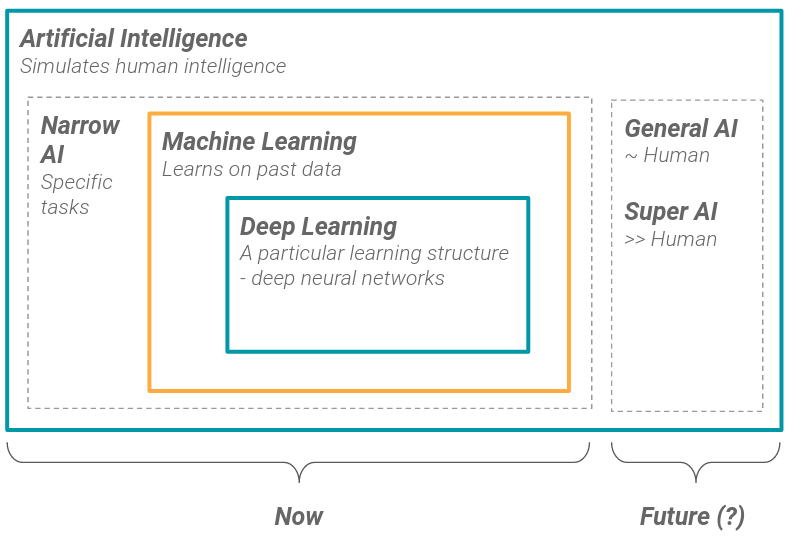 Artificial Intelligence
Simulates human intelligence
Narrow
AI
Specific
tasks
Machine Learning
Learns on past data
Deep Learning
A particular learning structure
- deep neural networks
General AI
~ Human
Super AI
>> Human
Now
Future (?)